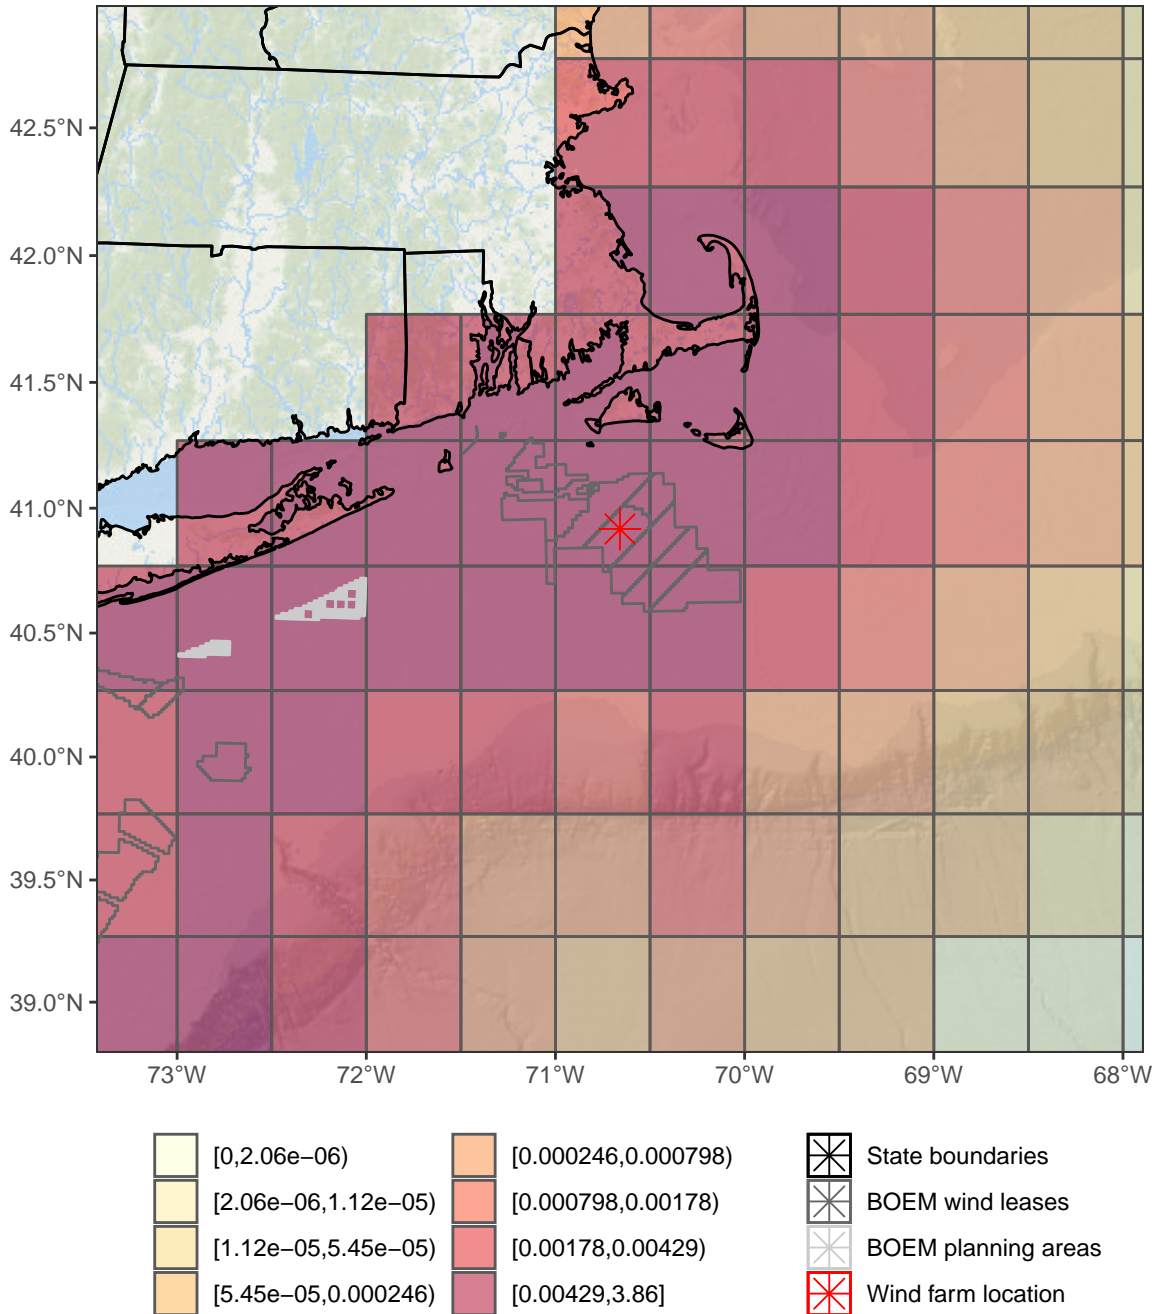 42.5°N
42.0°N
41.5°N
41.0°N
40.5°N
40.0°N
39.5°N
39.0°N
73°W 72°W 71°W 70°W 69°W 68°W
[0,2.06e−06) [0.000246,0.000798) State boundaries
[2.06e−06,1.12e−05) [0.000798,0.00178) BOEM wind leases
[1.12e−05,5.45e−05) [0.00178,0.00429) BOEM planning areas
[5.45e−05,0.000246) [0.00429,3.86] Wind farm location